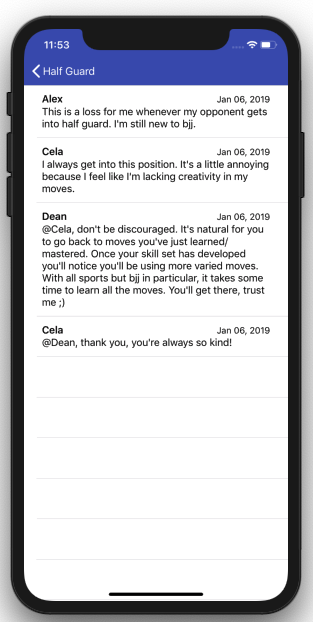 11:53
Half Guard
Alex Jan 06, 2019
This is a loss for me whenever my opponent gets
into half guard. I'm still new to bjj.
Cela Jan 06, 2019
I always get into this position. It's a little annoying
because I feel like I'm lacking creativity in my
moves.
Dean Jan 06, 2019
@Cela, don't be discouraged. It's natural for you
to go back to moves you've just learned/
mastered. Once your skill set has developed
you'll notice you'll be using more varied moves.
With all sports but bjj in particular, it takes some
time to learn all the moves. You'll get there, trust
me ;)
Cela Jan 06, 2019
@Dean, thank you, you're always so kind!